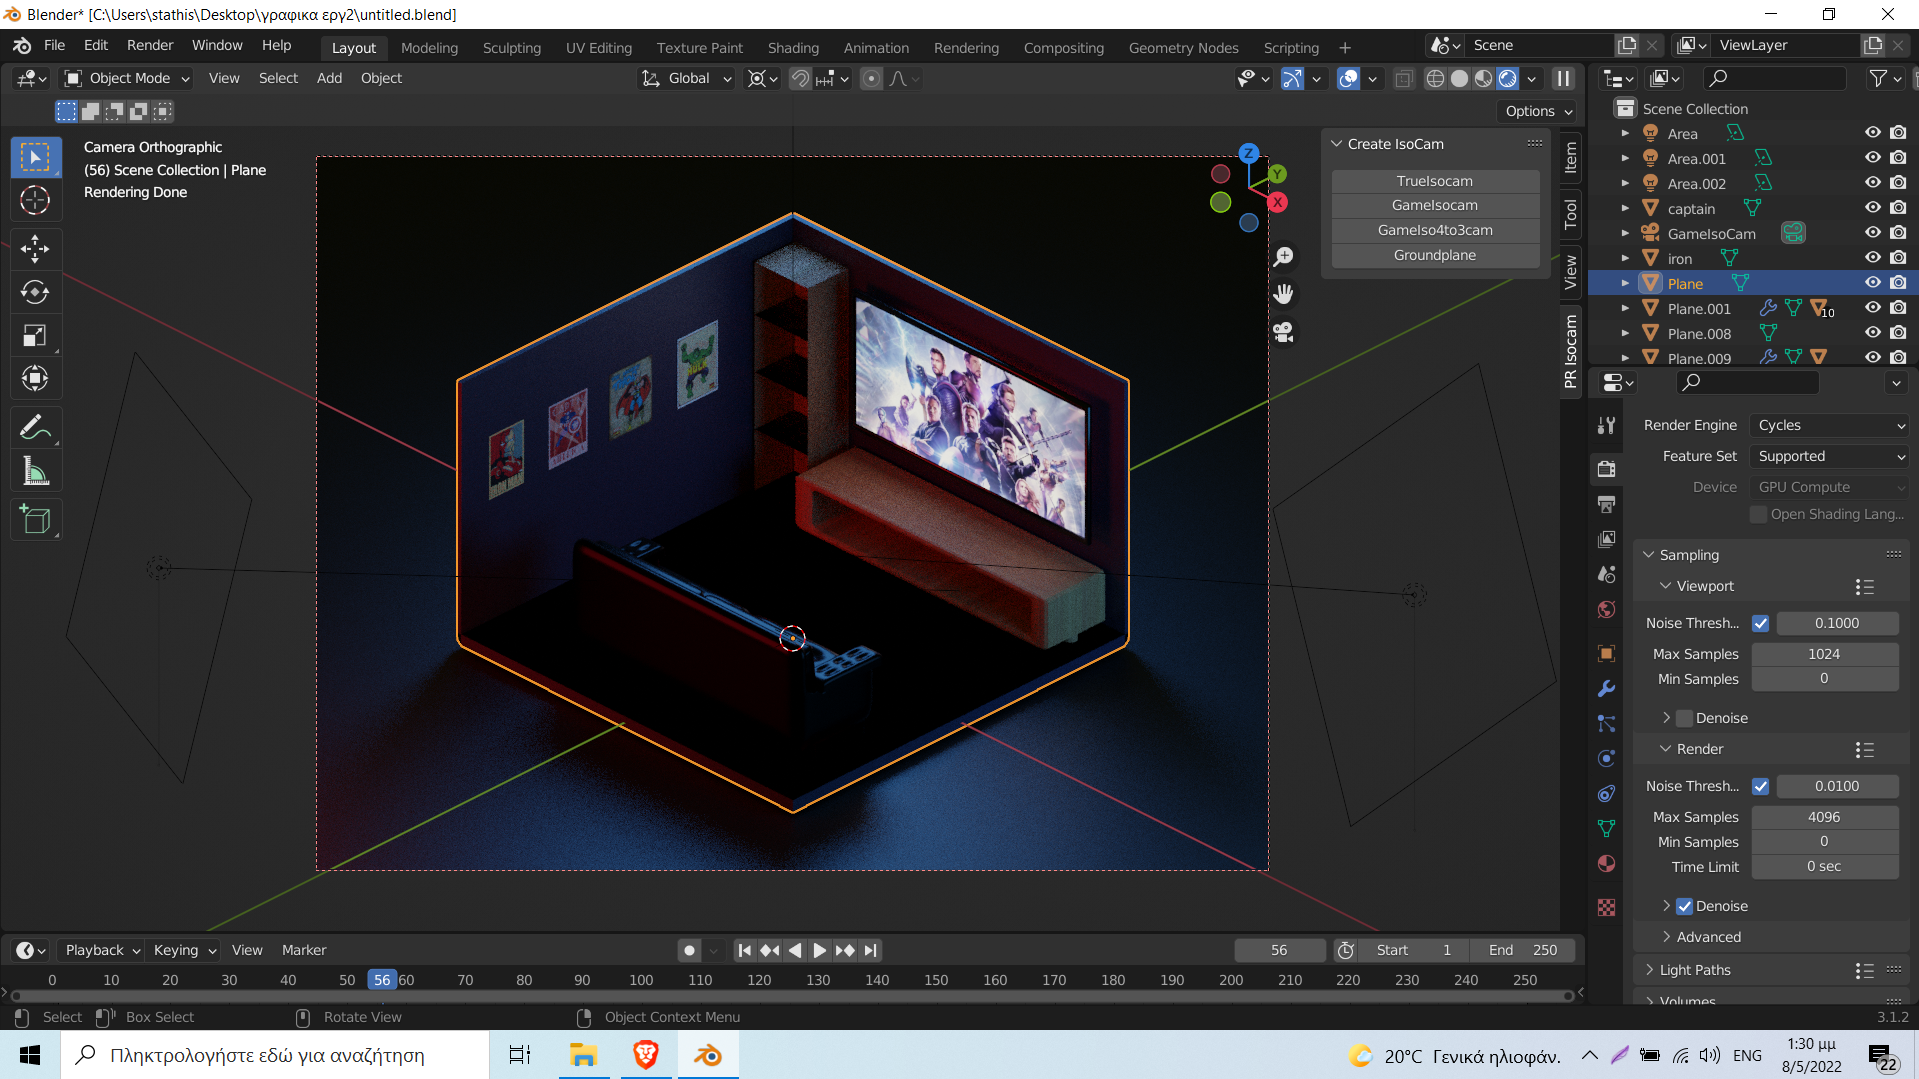 Blender* [C:\Users\stathis\Desktop\γραφικα εργ2\untitled.blend]
File Edit Render Window Help
Layout Modeling Sculpting UV Editing Texture Paint Shading Animation Rendering Compositing Geometry Nodes Scripting +
Scene
ViewLayer
Object Mode View Select Add Object
Global
Options
Camera Orthographic
(56) Scene Collection | Plane
Rendering Done
Z
Y
X
Create IsoCam
TrueIsocam
GameIsocam
GameIso4to3cam
Groundplane
Item
Tool
View
PR Isocam
IRON MAN
HULK
Scene Collection
Area
Area.001
Area.002
captain
GameIsoCam
iron
Plane
Plane.001 10
Plane.008
Plane.009
Render Engine Cycles
Feature Set Supported
Device GPU Compute
Open Shading Lang...
Sampling
Viewport
Noise Thresh... 0.1000
Max Samples 1024
Min Samples 0
Denoise
Render
Noise Thresh... 0.0100
Max Samples 4096
Min Samples 0
Time Limit 0 sec
Denoise
Advanced
Light Paths
Volumes
Playback Keying View Marker
56 Start 1 End 250
0 10 20 30 40 50 56 60 70 80 90 100 110 120 130 140 150 160 170 180 190 200 210 220 230 240 250
Select Box Select Rotate View Object Context Menu
3.1.2
Πληκτρολογήστε εδώ για αναζήτηση
20°C Γενικά ηλιοφάν.
ENG
1:30 μμ
8/5/2022
22